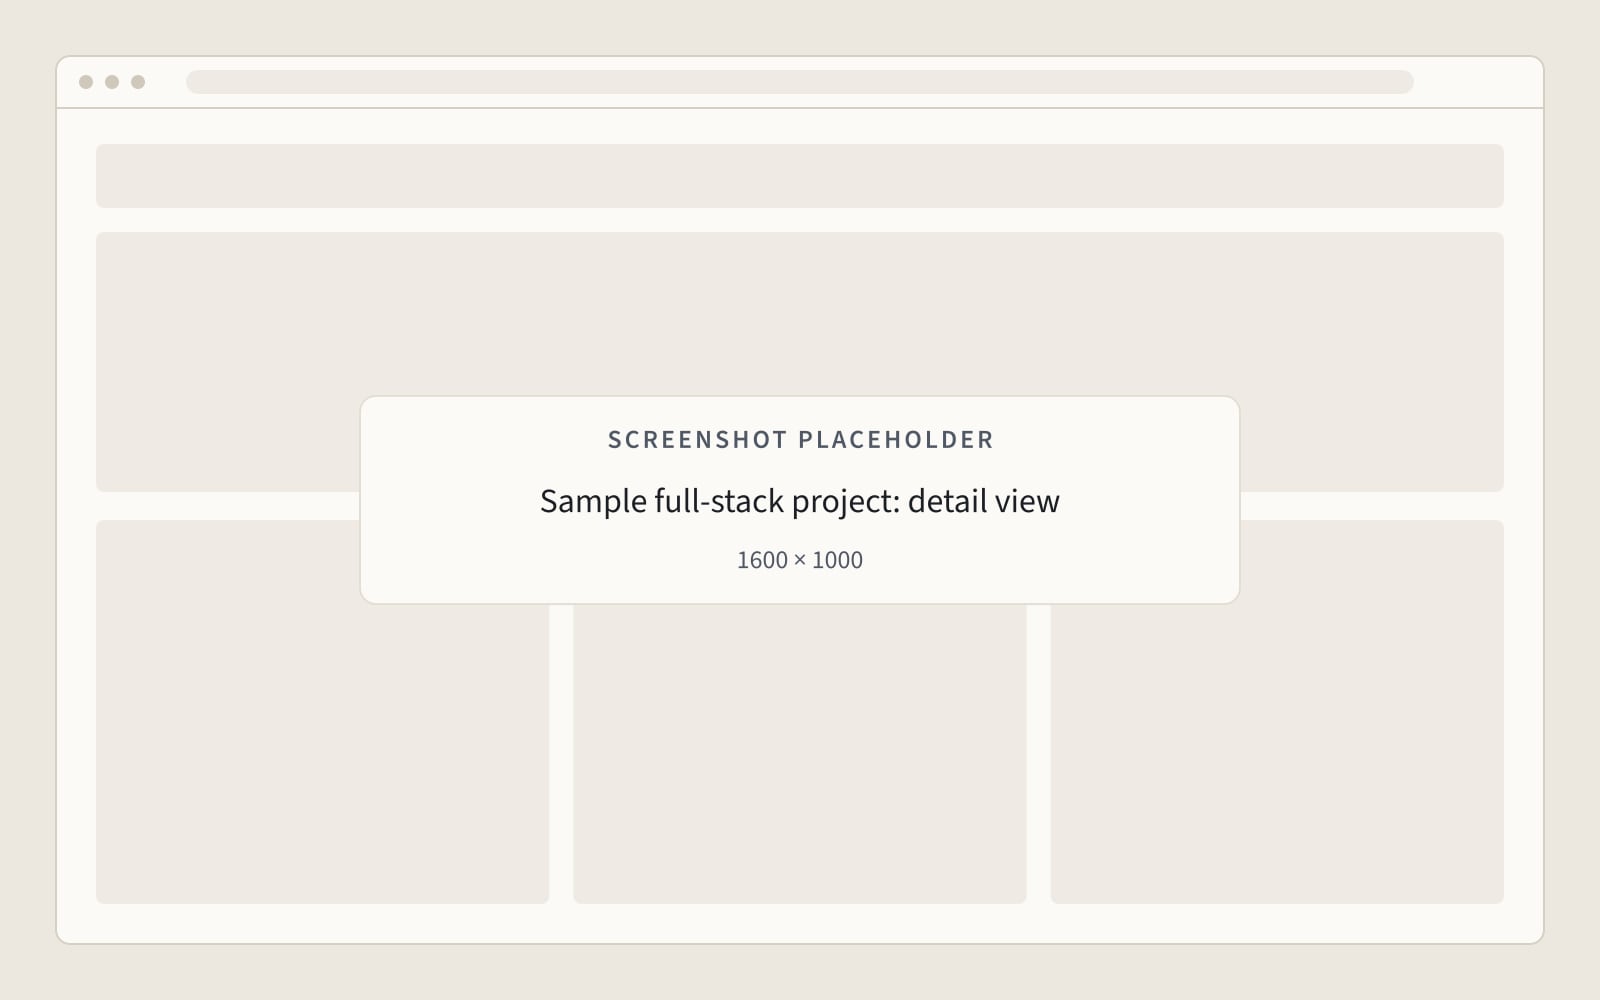 SCREENSHOT PLACEHOLDER
Sample full-stack project: detail view
1600 × 1000